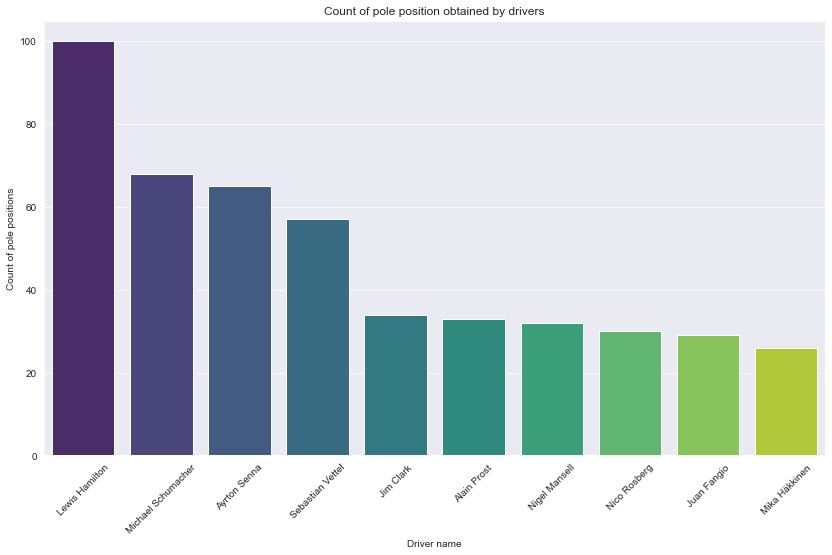 Count of pole position obtained by drivers
Count of pole positions
100
80
60
40
20
0
Lewis Hamilton
Michael Schumacher
Ayrton Senna
Sebastian Vettel
Jim Clark
Alain Prost
Nigel Mansell
Nico Rosberg
Juan Fangio
Mika Häkkinen
Driver name